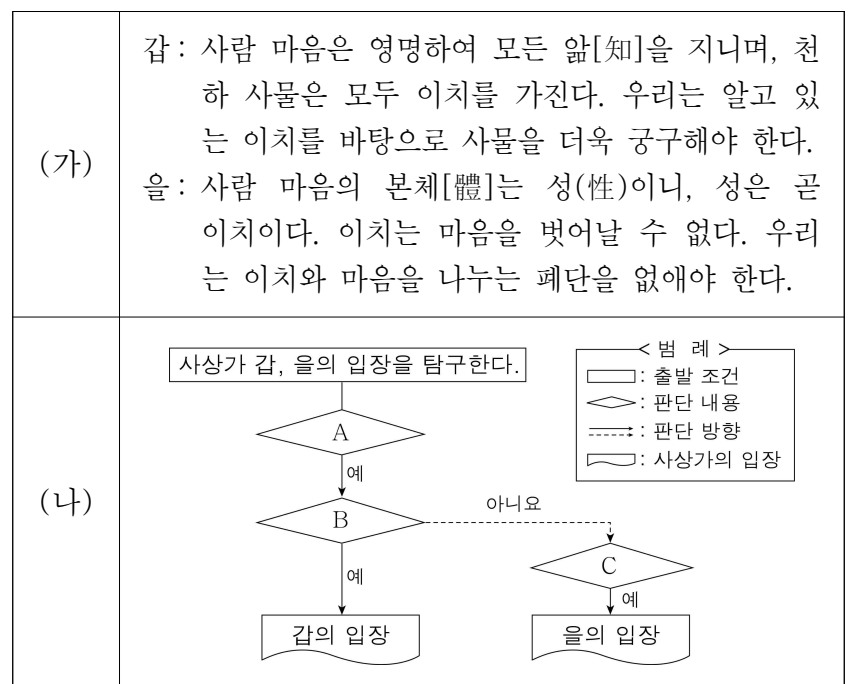 (가)
갑 : 사람 마음은 영명하여 모든 앎[知]을 지니며, 천
하 사물은 모두 이치를 가진다. 우리는 알고 있
는 이치를 바탕으로 사물을 더욱 궁구해야 한다.
을 : 사람 마음의 본체[體]는 성(性)이니, 성은 곧
이치이다. 이치는 마음을 벗어날 수 없다. 우리
는 이치와 마음을 나누는 폐단을 없애야 한다.
(나)
사상가 갑, 을의 입장을 탐구한다.
< 범 례 >
: 출발 조건
: 판단 내용
: 판단 방향
: 사상가의 입장
A
예
B
아니요
C
예
예
갑의 입장
을의 입장